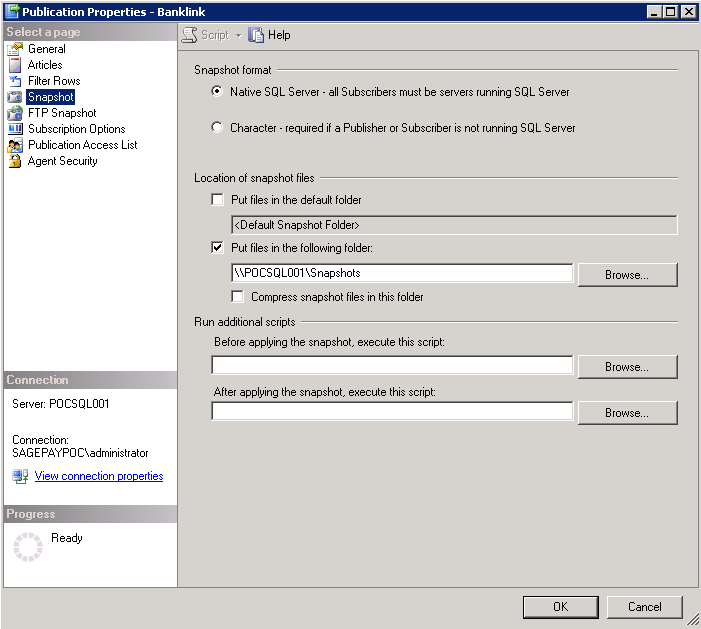 Publication Properties - Banklink
Select a page
General
Articles
Filter Rows
Snapshot
FTP Snapshot
Subscription Options
Publication Access List
Agent Security
Connection
Server: POCSQL001
Connection:
SAGEPAYPOC\administrator
View connection properties
Progress
Ready
Script
Help
Snapshot format
Native SQL Server - all Subscribers must be servers running SQL Server
Character - required if a Publisher or Subscriber is not running SQL Server
Location of snapshot files
Put files in the default folder
<Default Snapshot Folder>
Put files in the following folder:
\\POCSQL001\Snapshots
Browse...
Compress snapshot files in this folder
Run additional scripts
Before applying the snapshot, execute this script:
Browse...
After applying the snapshot, execute this script:
Browse...
OK
Cancel